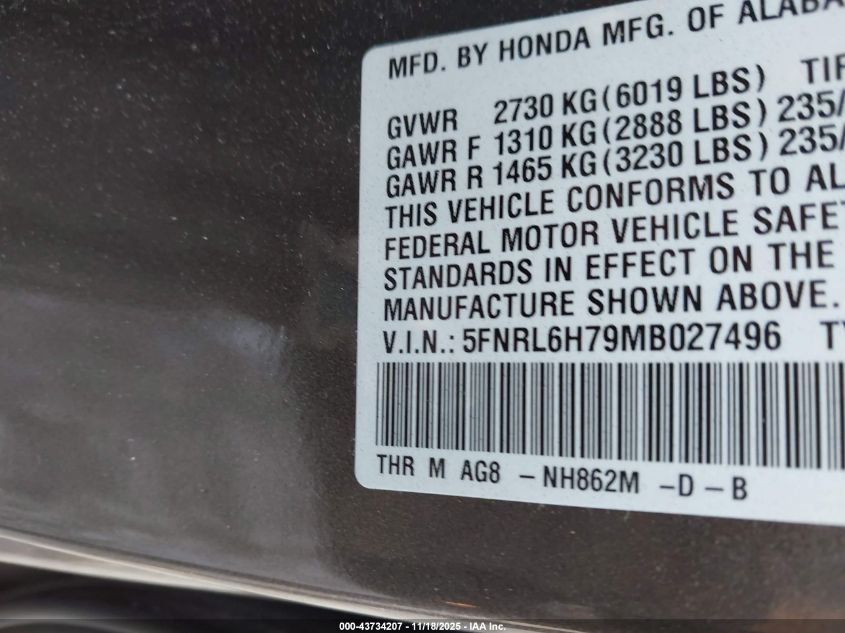 MFD. BY HONDA MFG. OF ALABA
GVWR 2730 KG (6019 LBS) TIF
GAWR F 1310 KG (2888 LBS) 235/
GAWR R 1465 KG (3230 LBS) 235/
THIS VEHICLE CONFORMS TO AL
FEDERAL MOTOR VEHICLE SAFET
STANDARDS IN EFFECT ON THE
MANUFACTURE SHOWN ABOVE.
V.I.N.: 5FNRL6H79MB027496 TY
THR M AG8 - NH862M - D - B
000-43734207 - 11/18/2025 - IAA Inc.